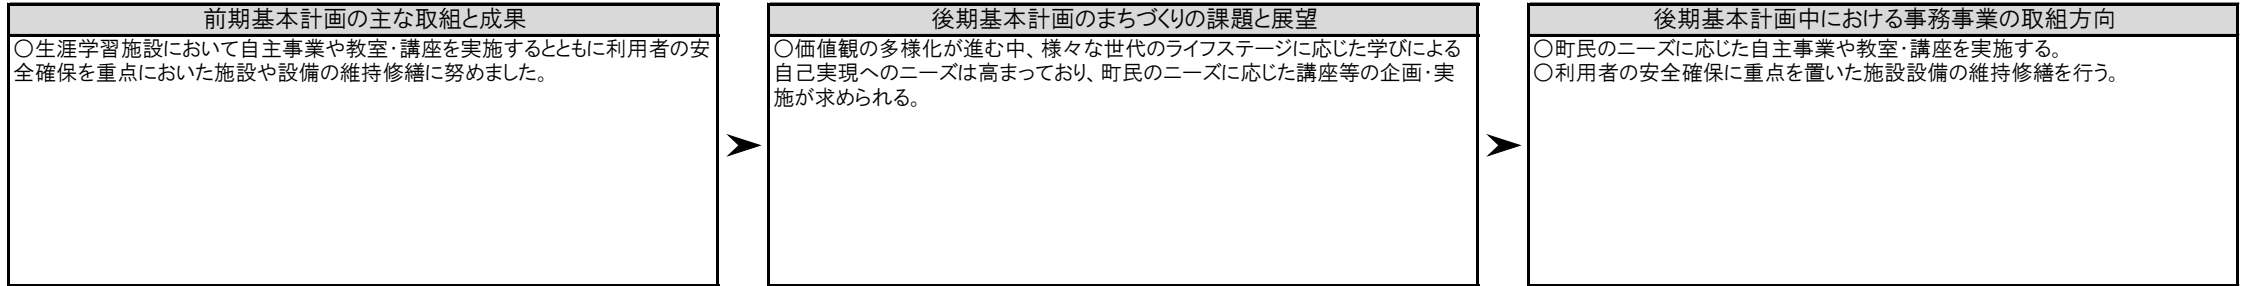 前期基本計画の主な取組と成果
○生涯学習施設において自主事業や教室・講座を実施するとともに利用者の安
全確保を重点においた施設や設備の維持修繕に努めました。
後期基本計画のまちづくりの課題と展望
○価値観の多様化が進む中、様々な世代のライフステージに応じた学びによる
自己実現へのニーズは高まっており、町民のニーズに応じた講座等の企画・実
施が求められる。
後期基本計画中における事務事業の取組方向
○町民のニーズに応じた自主事業や教室・講座を実施する。
○利用者の安全確保に重点を置いた施設設備の維持修繕を行う。